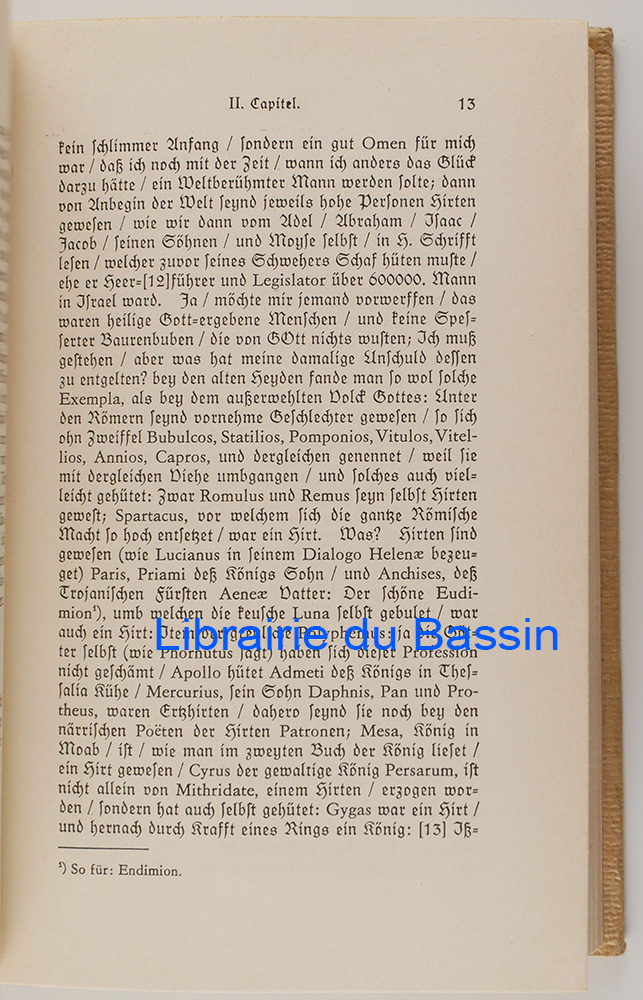 II. Capitel. 13
kein ſchlimmer Anfang / ſondern ein gut Omen für mich
war / daß ich noch mit der Zeit / wann ich anders das Glück
darzu hätte / ein Weltberühmter Mann werden ſolte; dann
von Anbegin der Welt ſeynd jeweils hohe Perſonen Hirten
geweſen / wie wir dann vom Abel / Abraham / Iſaac /
Jacob / ſeinen Söhnen / und Moyſe ſelbſt / in H. Schrifft
leſen / welcher zuvor ſeines Schwehers Schaf hüten muſte /
ehe er Heer=[12]führer und Legislator über 600000. Mann
in Iſrael ward. Ja / möchte mir jemand vorwerffen / das
waren heilige Gott=ergebene Menſchen / und keine Speſ=
ſerter Baurenbuben / die von GOtt nichts wuſten; Ich muß
geſtehen / aber was hat meine damalige Unſchuld deſſen
zu entgelten? bey den alten Heyden fande man ſo wol ſolche
Exempla, als bey dem außerwehlten Volck Gottes: Unter
den Römern ſeynd vornehme Geſchlechter geweſen / ſo ſich
ohn Zweiffel Bubulcos, Statilios, Pomponios, Vitulos, Vitel-
lios, Annios, Capros, und dergleichen genennet / weil ſie
mit dergleichen Viehe umbgangen / und ſolches auch viel=
leicht gehütet: Zwar Romulus und Remus ſeyn ſelbſt Hirten
geweſt; Spartacus, vor welchem ſich die gantze Römiſche
Macht ſo hoch entſetzet / war ein Hirt. Was? Hirten ſind
geweſen (wie Lucianus in ſeinem Dialogo Helenæ bezeu=
get) Paris, Priami deß Königs Sohn / und Anchises, deß
Trojaniſchen Fürſten Aeneæ Vatter: Der ſchöne Eudi-
mion¹), umb welchen die keuſche Luna ſelbſt gebulet / war
auch ein Hirt: Item der greuliche Polyphemus: ja die Göt=
ter ſelbſt (wie Phornutus ſagt) haben ſich dieſer Profession
nicht geſchämt / Apollo hütet Admeti deß Königs in Theſ=
ſalia Kühe / Mercurius, ſein Sohn Daphnis, Pan und Pro-
theus, waren Ertzhirten / dahero ſeynd ſie noch bey den
närriſchen Poëten der Hirten Patronen; Mesa, König in
Moab / iſt / wie man im zweyten Buch der König lieſet /
ein Hirt geweſen / Cyrus der gewaltige König Persarum, iſt
nicht allein von Mithridate, einem Hirten / erzogen wor=
den / ſondern hat auch ſelbſt gehütet: Gygas war ein Hirt /
und hernach durch Krafft eines Rings ein König: [13] Iß=
¹) So für: Endimion.
Librairie du Bassin